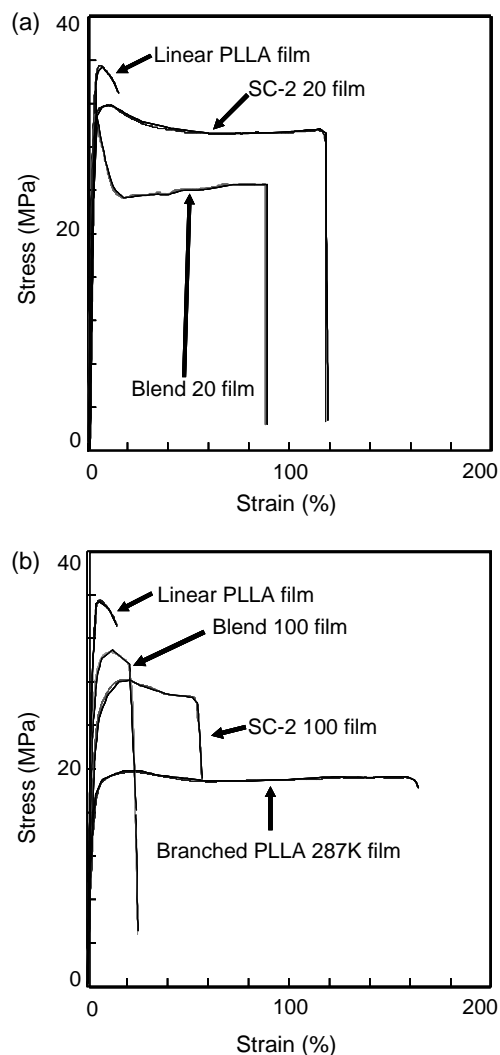 (a)
40
Linear PLLA film
SC-2 20 film
20
Stress (MPa)
Blend 20 film
0
0 100 200
Strain (%)
(b)
40
Linear PLLA film
Blend 100 film
SC-2 100 film
20
Stress (MPa)
Branched PLLA 287K film
0
0 100 200
Strain (%)